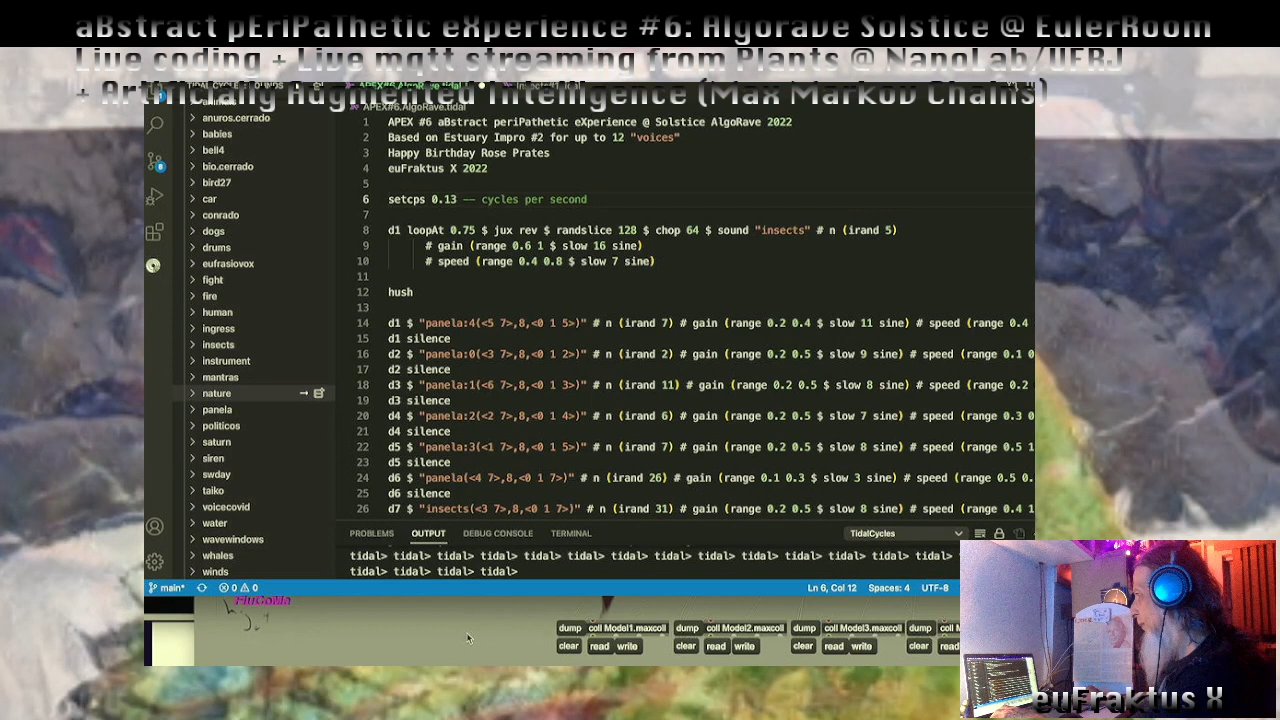 aBstract pEriPaThetic eXperience #6: Algorave Solstice @ EulerRoom
Live coding + Live mqtt streaming from Plants @ NanoLab/UFRJ
+ Artificially Augmented Intelligence (Max Markov Chains)
APEX#6.AlgoRave.tidal
animals
anuros.cerrado
babies
bell4
bio.cerrado
bird27
car
conrado
dogs
drums
eufrasiovox
fight
fire
human
ingress
insects
instrument
mantras
nature
panela
politicos
saturn
siren
swday
taiko
voicecovid
water
wavewindows
whales
winds
1 APEX #6 aBstract periPathetic eXperience @ Solstice AlgoRave 2022
2 Based on Estuary Impro #2 for up to 12 "voices"
3 Happy Birthday Rose Prates
4 euFraktus X 2022
5
6 setcps 0.13 -- cycles per second
7
8 d1 loopAt 0.75 $ jux rev $ randslice 128 $ chop 64 $ sound "insects" # n (irand 5)
9 # gain (range 0.6 1 $ slow 16 sine)
10 # speed (range 0.4 0.8 $ slow 7 sine)
11
12 hush
13
14 d1 $ "panela:4(<5 7>,8,<0 1 5>)" # n (irand 7) # gain (range 0.2 0.4 $ slow 11 sine) # speed (range 0.4
15 d1 silence
16 d2 $ "panela:0(<3 7>,8,<0 1 2>)" # n (irand 2) # gain (range 0.2 0.5 $ slow 9 sine) # speed (range 0.1 0
17 d2 silence
18 d3 $ "panela:1(<6 7>,8,<0 1 3>)" # n (irand 11) # gain (range 0.2 0.5 $ slow 8 sine) # speed (range 0.2
19 d3 silence
20 d4 $ "panela:2(<2 7>,8,<0 1 4>)" # n (irand 6) # gain (range 0.2 0.5 $ slow 7 sine) # speed (range 0.3 0
21 d4 silence
22 d5 $ "panela:3(<1 7>,8,<0 1 5>)" # n (irand 7) # gain (range 0.2 0.5 $ slow 8 sine) # speed (range 0.5 1
23 d5 silence
24 d6 $ "panela(<4 7>,8,<0 1 7>)" # n (irand 26) # gain (range 0.1 0.3 $ slow 3 sine) # speed (range 0.5 0.
25 d6 silence
26 d7 $ "insects(<3 7>,8,<0 1 7>)" # n (irand 31) # gain (range 0.2 0.5 $ slow 8 sine) # speed (range 0.4 1
PROBLEMS OUTPUT DEBUG CONSOLE TERMINAL TidalCycles
tidal> tidal> tidal> tidal> tidal> tidal> tidal> tidal> tidal> tidal> tidal> tidal> tidal> tidal>
tidal> tidal> tidal> tidal>
main* 0 0 Ln 6, Col 12 Spaces: 4 UTF-8
FluGoMa
dump coll Model1.maxcoll dump coll Model2.maxcoll dump coll Model3.maxcoll dump
clear read write clear read write clear read write clear read
euFraktus X